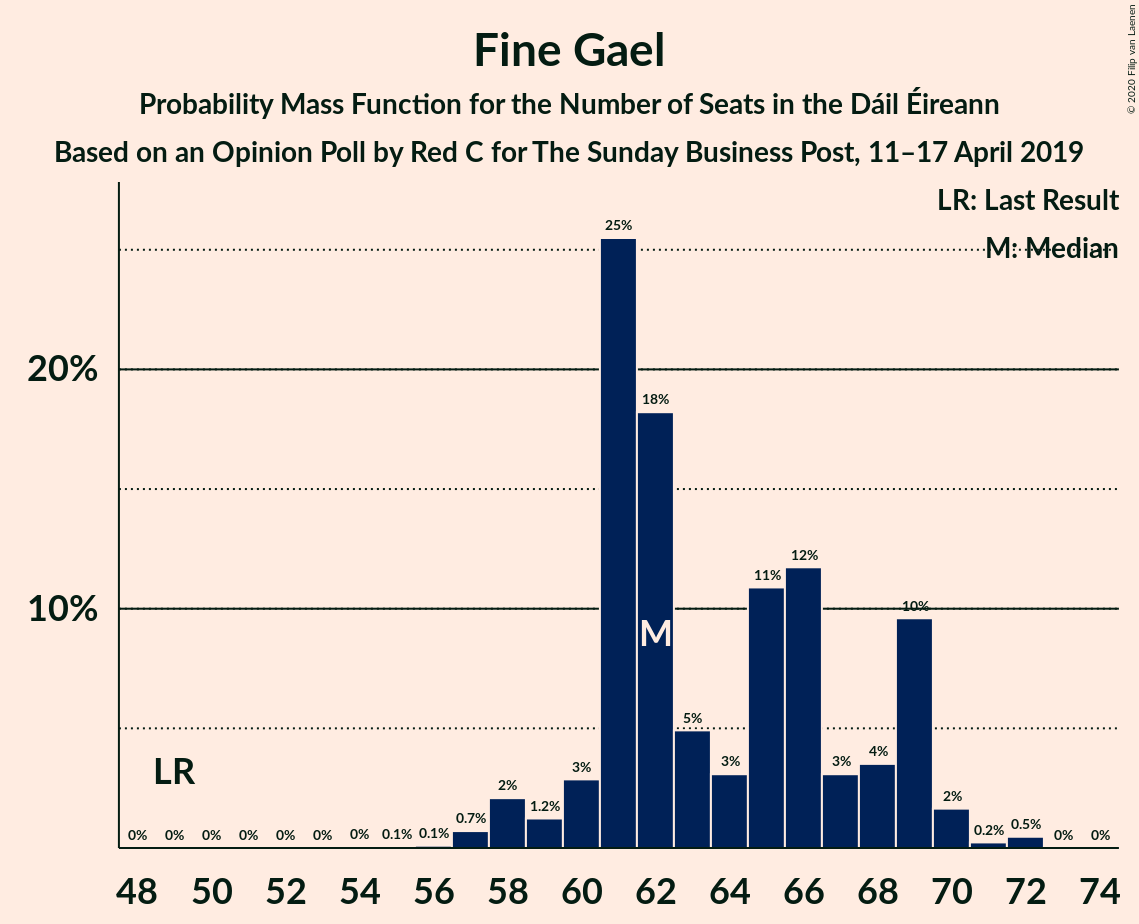 Fine Gael
Probability Mass Function for the Number of Seats in the Dáil Éireann
Based on an Opinion Poll by Red C for The Sunday Business Post, 11–17 April 2019
© 2020 Filip van Laenen
LR: Last Result
M: Median
25%
20%
18%
12%
11%
10%
10%
M
5%
4%
3%
3%
3%
LR
2%
2%
1.2%
0.7%
0.5%
0.2%
0% 0% 0% 0% 0% 0% 0% 0.1% 0.1% 0% 0%
48 50 52 54 56 58 60 62 64 66 68 70 72 74